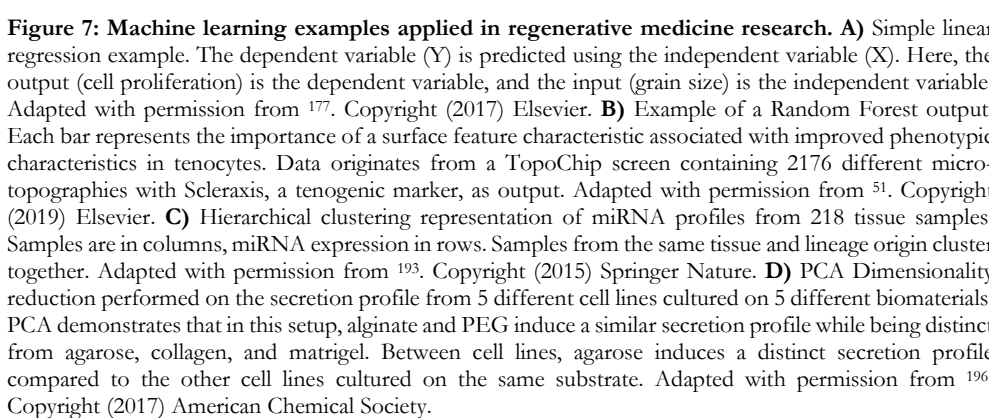 Figure 7: Machine learning examples applied in regenerative medicine research. A) Simple linear
regression example. The dependent variable (Y) is predicted using the independent variable (X). Here, the
output (cell proliferation) is the dependent variable, and the input (grain size) is the independent variable
Adapted with permission from 177. Copyright (2017) Elsevier. B) Example of a Random Forest output
Each bar represents the importance of a surface feature characteristic associated with improved phenotypic
characteristics in tenocytes. Data originates from a TopoChip screen containing 2176 different micro-
topographies with Scleraxis, a tenogenic marker, as output. Adapted with permission from 51. Copyright
(2019) Elsevier. C) Hierarchical clustering representation of miRNA profiles from 218 tissue samples
Samples are in columns, miRNA expression in rows. Samples from the same tissue and lineage origin cluster
together. Adapted with permission from 193. Copyright (2015) Springer Nature. D) PCA Dimensionality
reduction performed on the secretion profile from 5 different cell lines cultured on 5 different biomaterials
PCA demonstrates that in this setup, alginate and PEG induce a similar secretion profile while being distinct
from agarose, collagen, and matrigel. Between cell lines, agarose induces a distinct secretion profile
compared to the other cell lines cultured on the same substrate. Adapted with permission from 196
Copyright (2017) American Chemical Society.